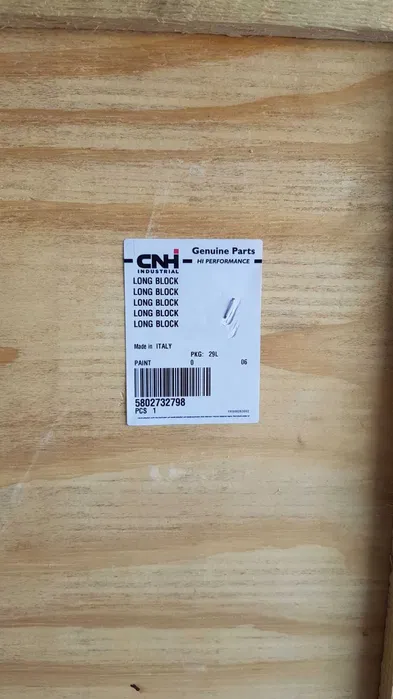 CNH
INDUSTRIAL
Genuine Parts
HI PERFORMANCE
LONG BLOCK
LONG BLOCK
LONG BLOCK
LONG BLOCK
LONG BLOCK
Made in ITALY
PKG: 29L
PAINT 0 06
5802732798
PCS 1